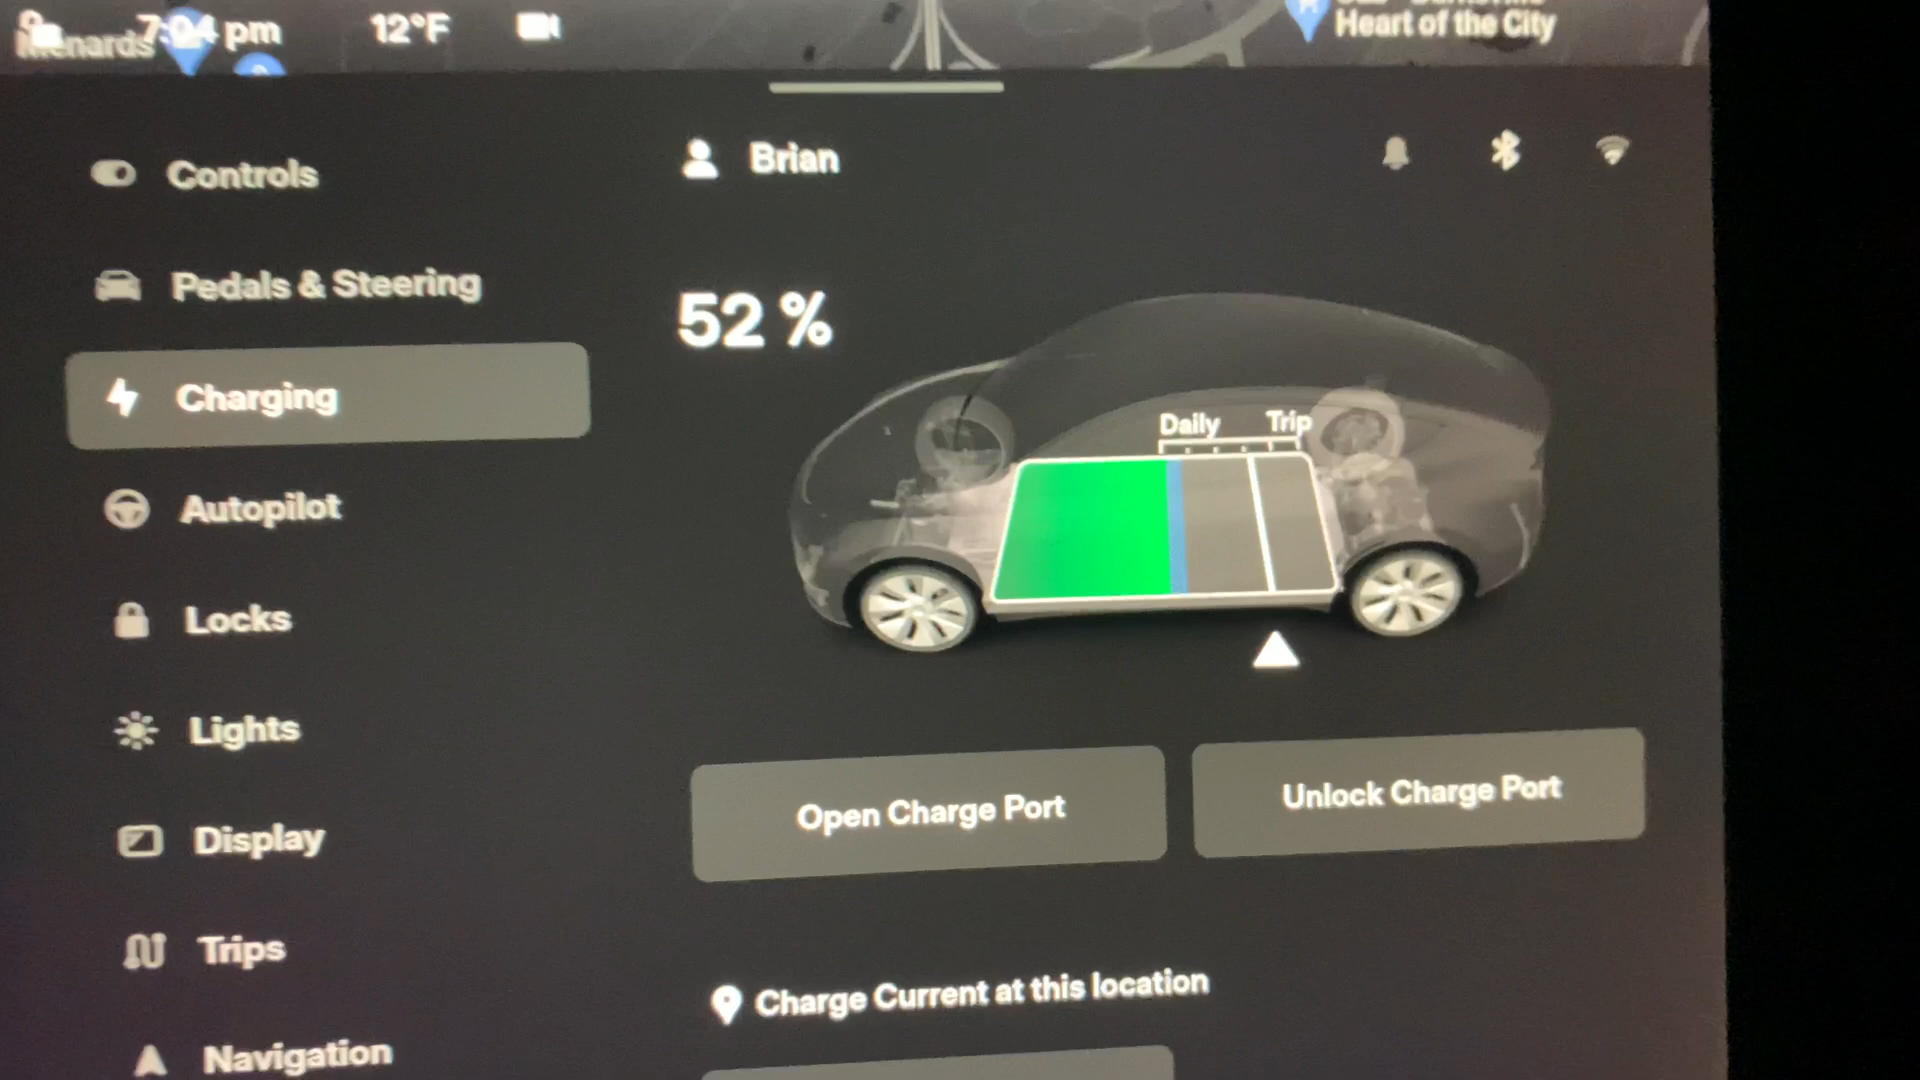 Menards
7:04 pm
12°F
Heart of the City
Brian
Controls
Pedals & Steering
52 %
Charging
Daily
Trip
Autopilot
Locks
Lights
Open Charge Port
Unlock Charge Port
Display
Trips
Charge Current at this location
Navigation